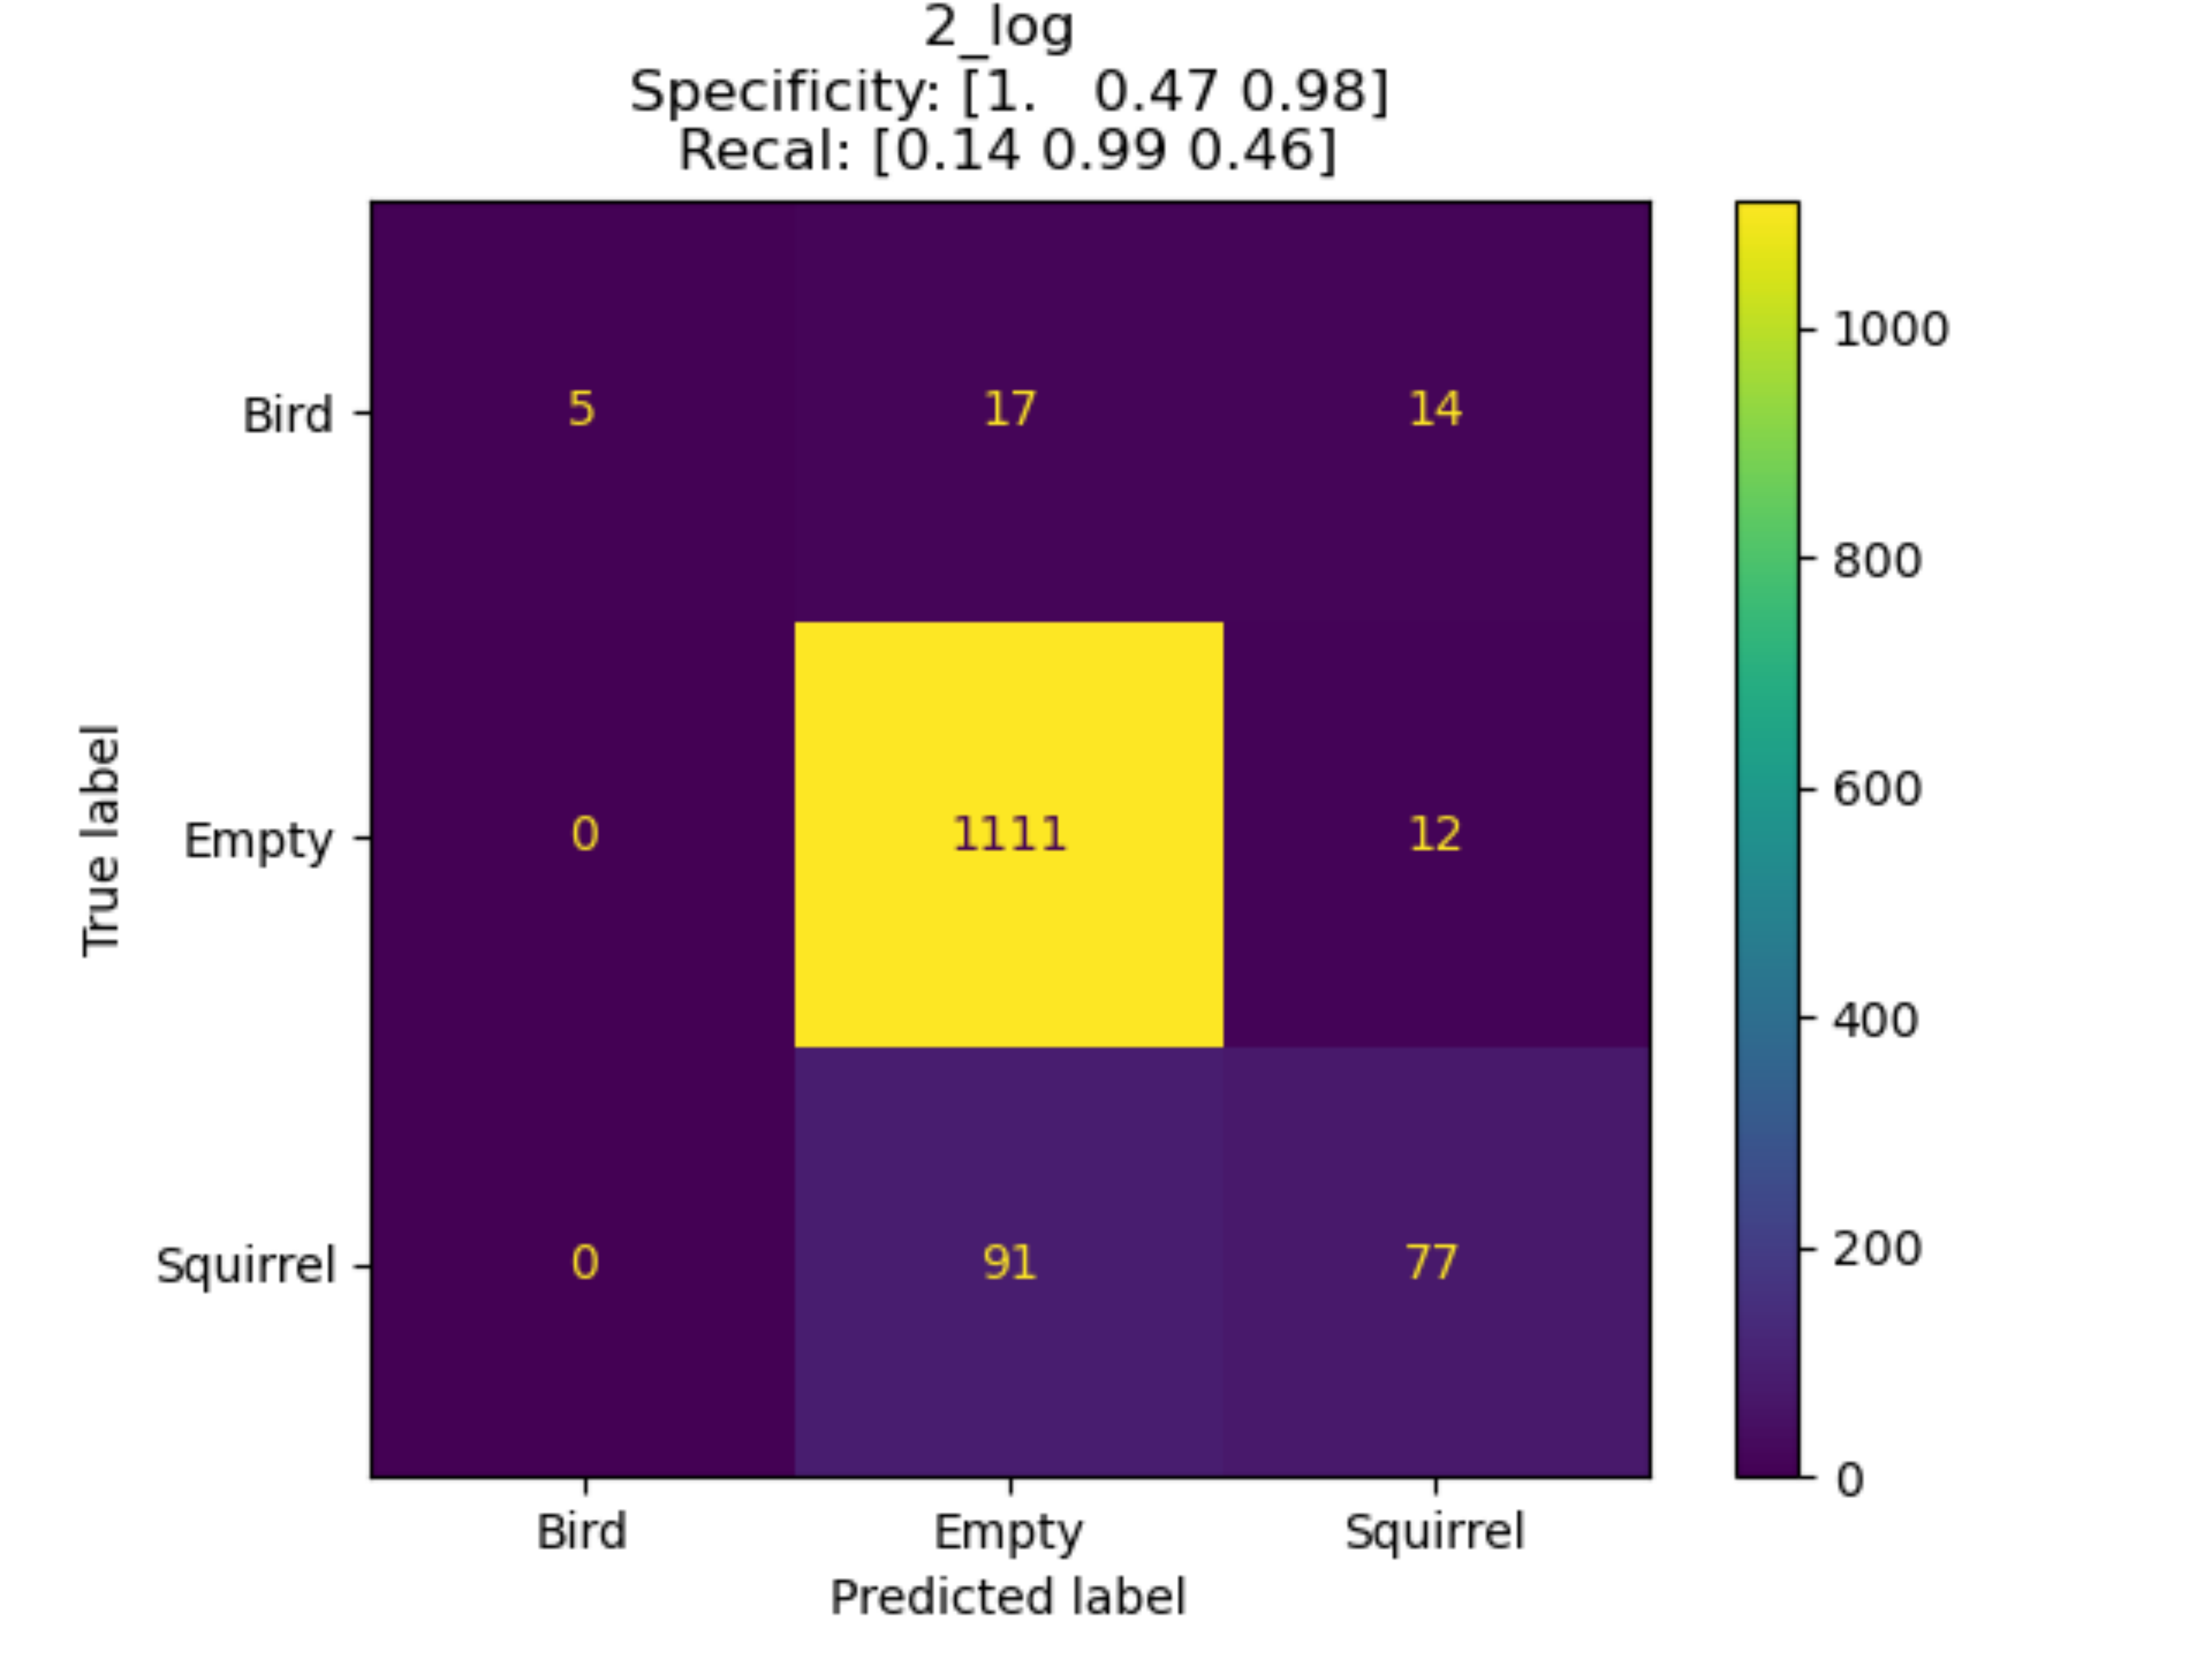 2_log
Specificity: [1.   0.47 0.98]
Recal: [0.14 0.99 0.46]
True label
Bird
5 17 14
Empty
0 1111 12
Squirrel
0 91 77
Bird Empty Squirrel
Predicted label
1000
800
600
400
200
0